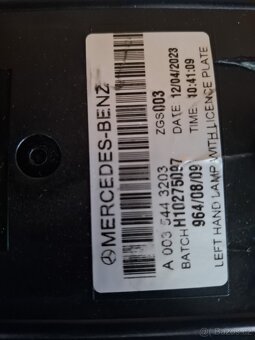 MERCEDES-BENZ
ZGS003
A 003 544 3203
DATE: 12/04/2023
BATCH H10275097
TIME: 10:41:09
964/08/09
LEFT HAND LAMP WITH LICENCE PLATE